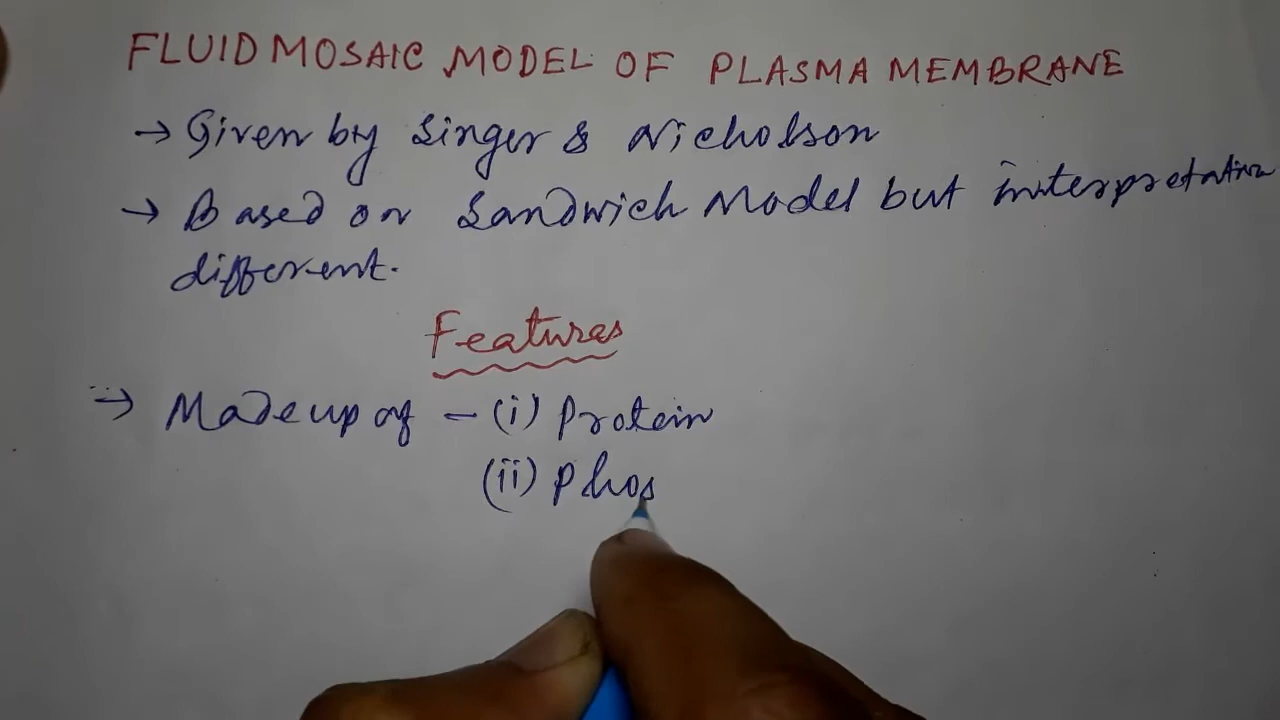 FLUID MOSAIC MODEL OF PLASMA MEMBRANE
→ Given by Singer & Nicholson
→ Based on Sandwich Model but interpretation
different.
Features
→ Made up of - (i) Protein
(ii) Phos